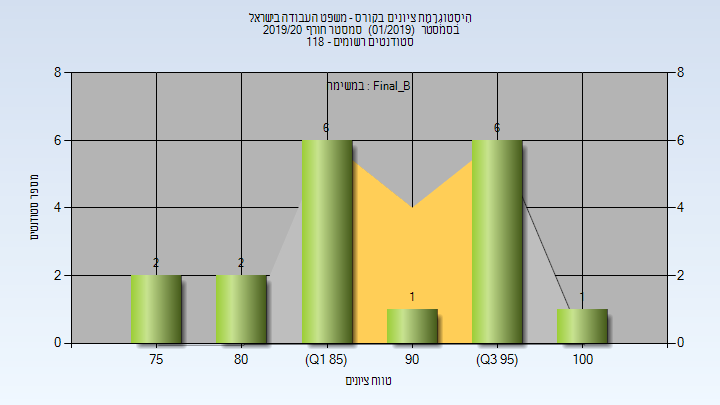 היסטוגרמת ציונים בקורס - משפט העבודה בישראל
בסמסטר (01/2019) סמסטר חורף 2019/20
סטודנטים רשומים - 118
במשימה : Final_B
מספר סטודנטים
8 8
6 6
4 4
2 2
0 0
2 2 6 1 6 1
75 80 (Q1 85) 90 (Q3 95) 100
טווח ציונים